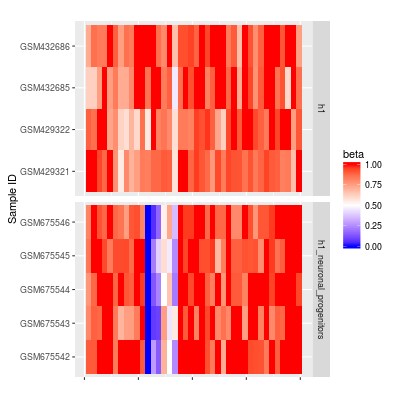 GSM432686
GSM432685
GSM429322
GSM429321
h1
GSM675546
GSM675545
GSM675544
GSM675543
GSM675542
h1_neuronal_progenitors
Sample ID
beta
1.00
0.75
0.50
0.25
0.00